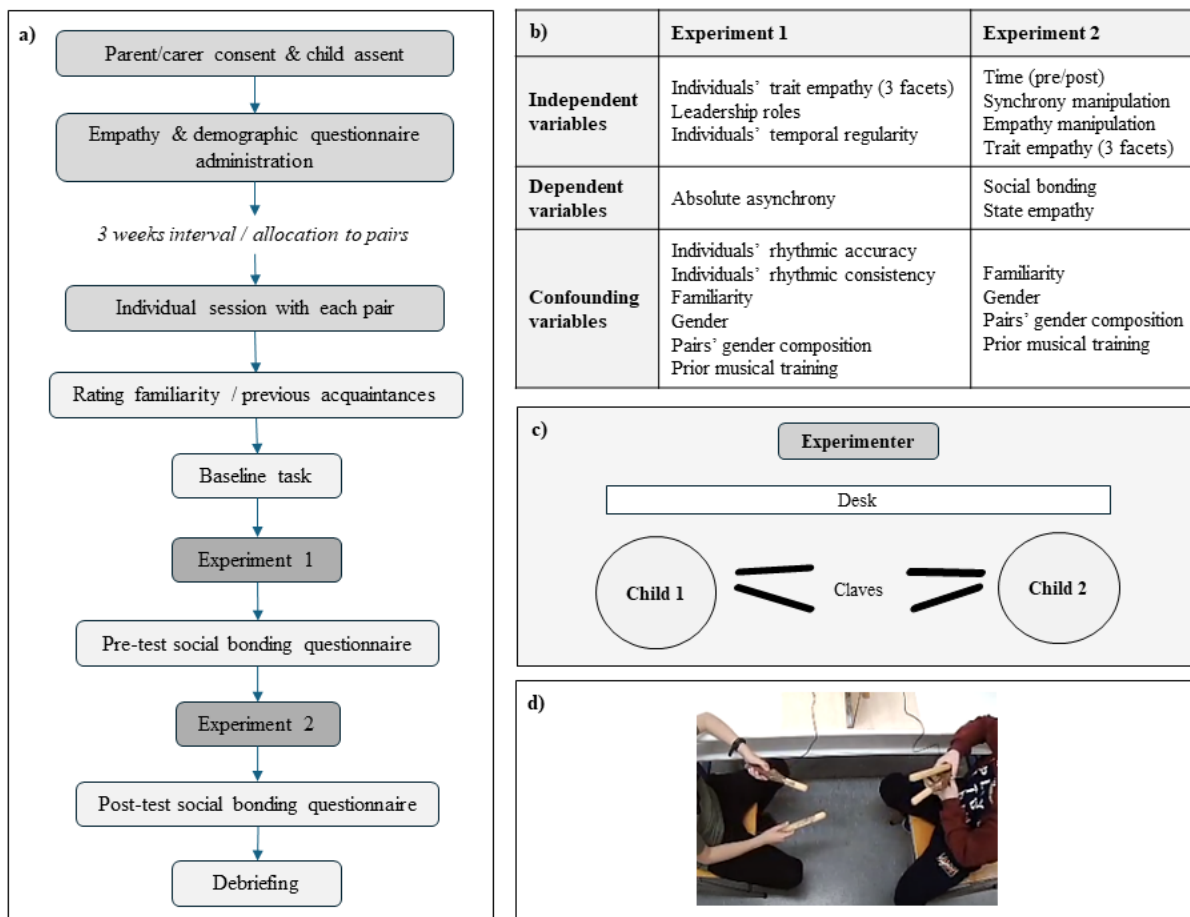 a)
Parent/carer consent & child assent
Empathy & demographic questionnaire
administration
3 weeks interval / allocation to pairs
Individual session with each pair
Rating familiarity / previous acquaintances
Baseline task
Experiment 1
Pre-test social bonding questionnaire
Experiment 2
Post-test social bonding questionnaire
Debriefing
b)
Experiment 1
Experiment 2
Independent
variables
Individuals' trait empathy (3 facets)
Leadership roles
Individuals' temporal regularity
Time (pre/post)
Synchrony manipulation
Empathy manipulation
Trait empathy (3 facets)
Dependent
variables
Absolute asynchrony
Social bonding
State empathy
Confounding
variables
Individuals' rhythmic accuracy
Individuals' rhythmic consistency
Familiarity
Gender
Pairs' gender composition
Prior musical training
Familiarity
Gender
Pairs' gender composition
Prior musical training
c)
Experimenter
Desk
Child 1
Claves
Child 2
d)